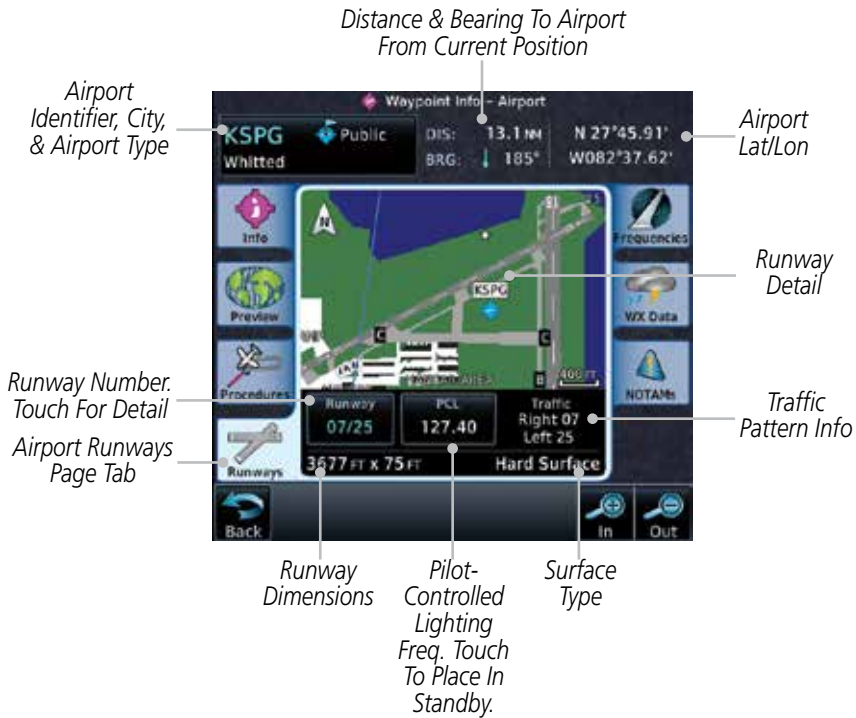 Distance & Bearing To Airport
From Current Position
Airport
Identifier, City,
& Airport Type
Airport
Lat/Lon
Waypoint Info – Airport
KSPG
Public
Whitted
DIS: 13.1 NM
BRG: 185°
N 27°45.91'
W082°37.62'
Info
Preview
Procedures
Runways
N
KSPG
C
C
B
400 FT
Frequencies
WX Data
NOTAMs
Runway
Detail
Runway Number.
Touch For Detail
Airport Runways
Page Tab
Traffic
Pattern Info
Runway
07/25
PCL
127.40
Traffic
Right 07
Left 25
3677 FT X 75 FT
Hard Surface
Back
In
Out
Runway
Dimensions
Pilot-
Controlled
Lighting
Freq. Touch
To Place In
Standby.
Surface
Type